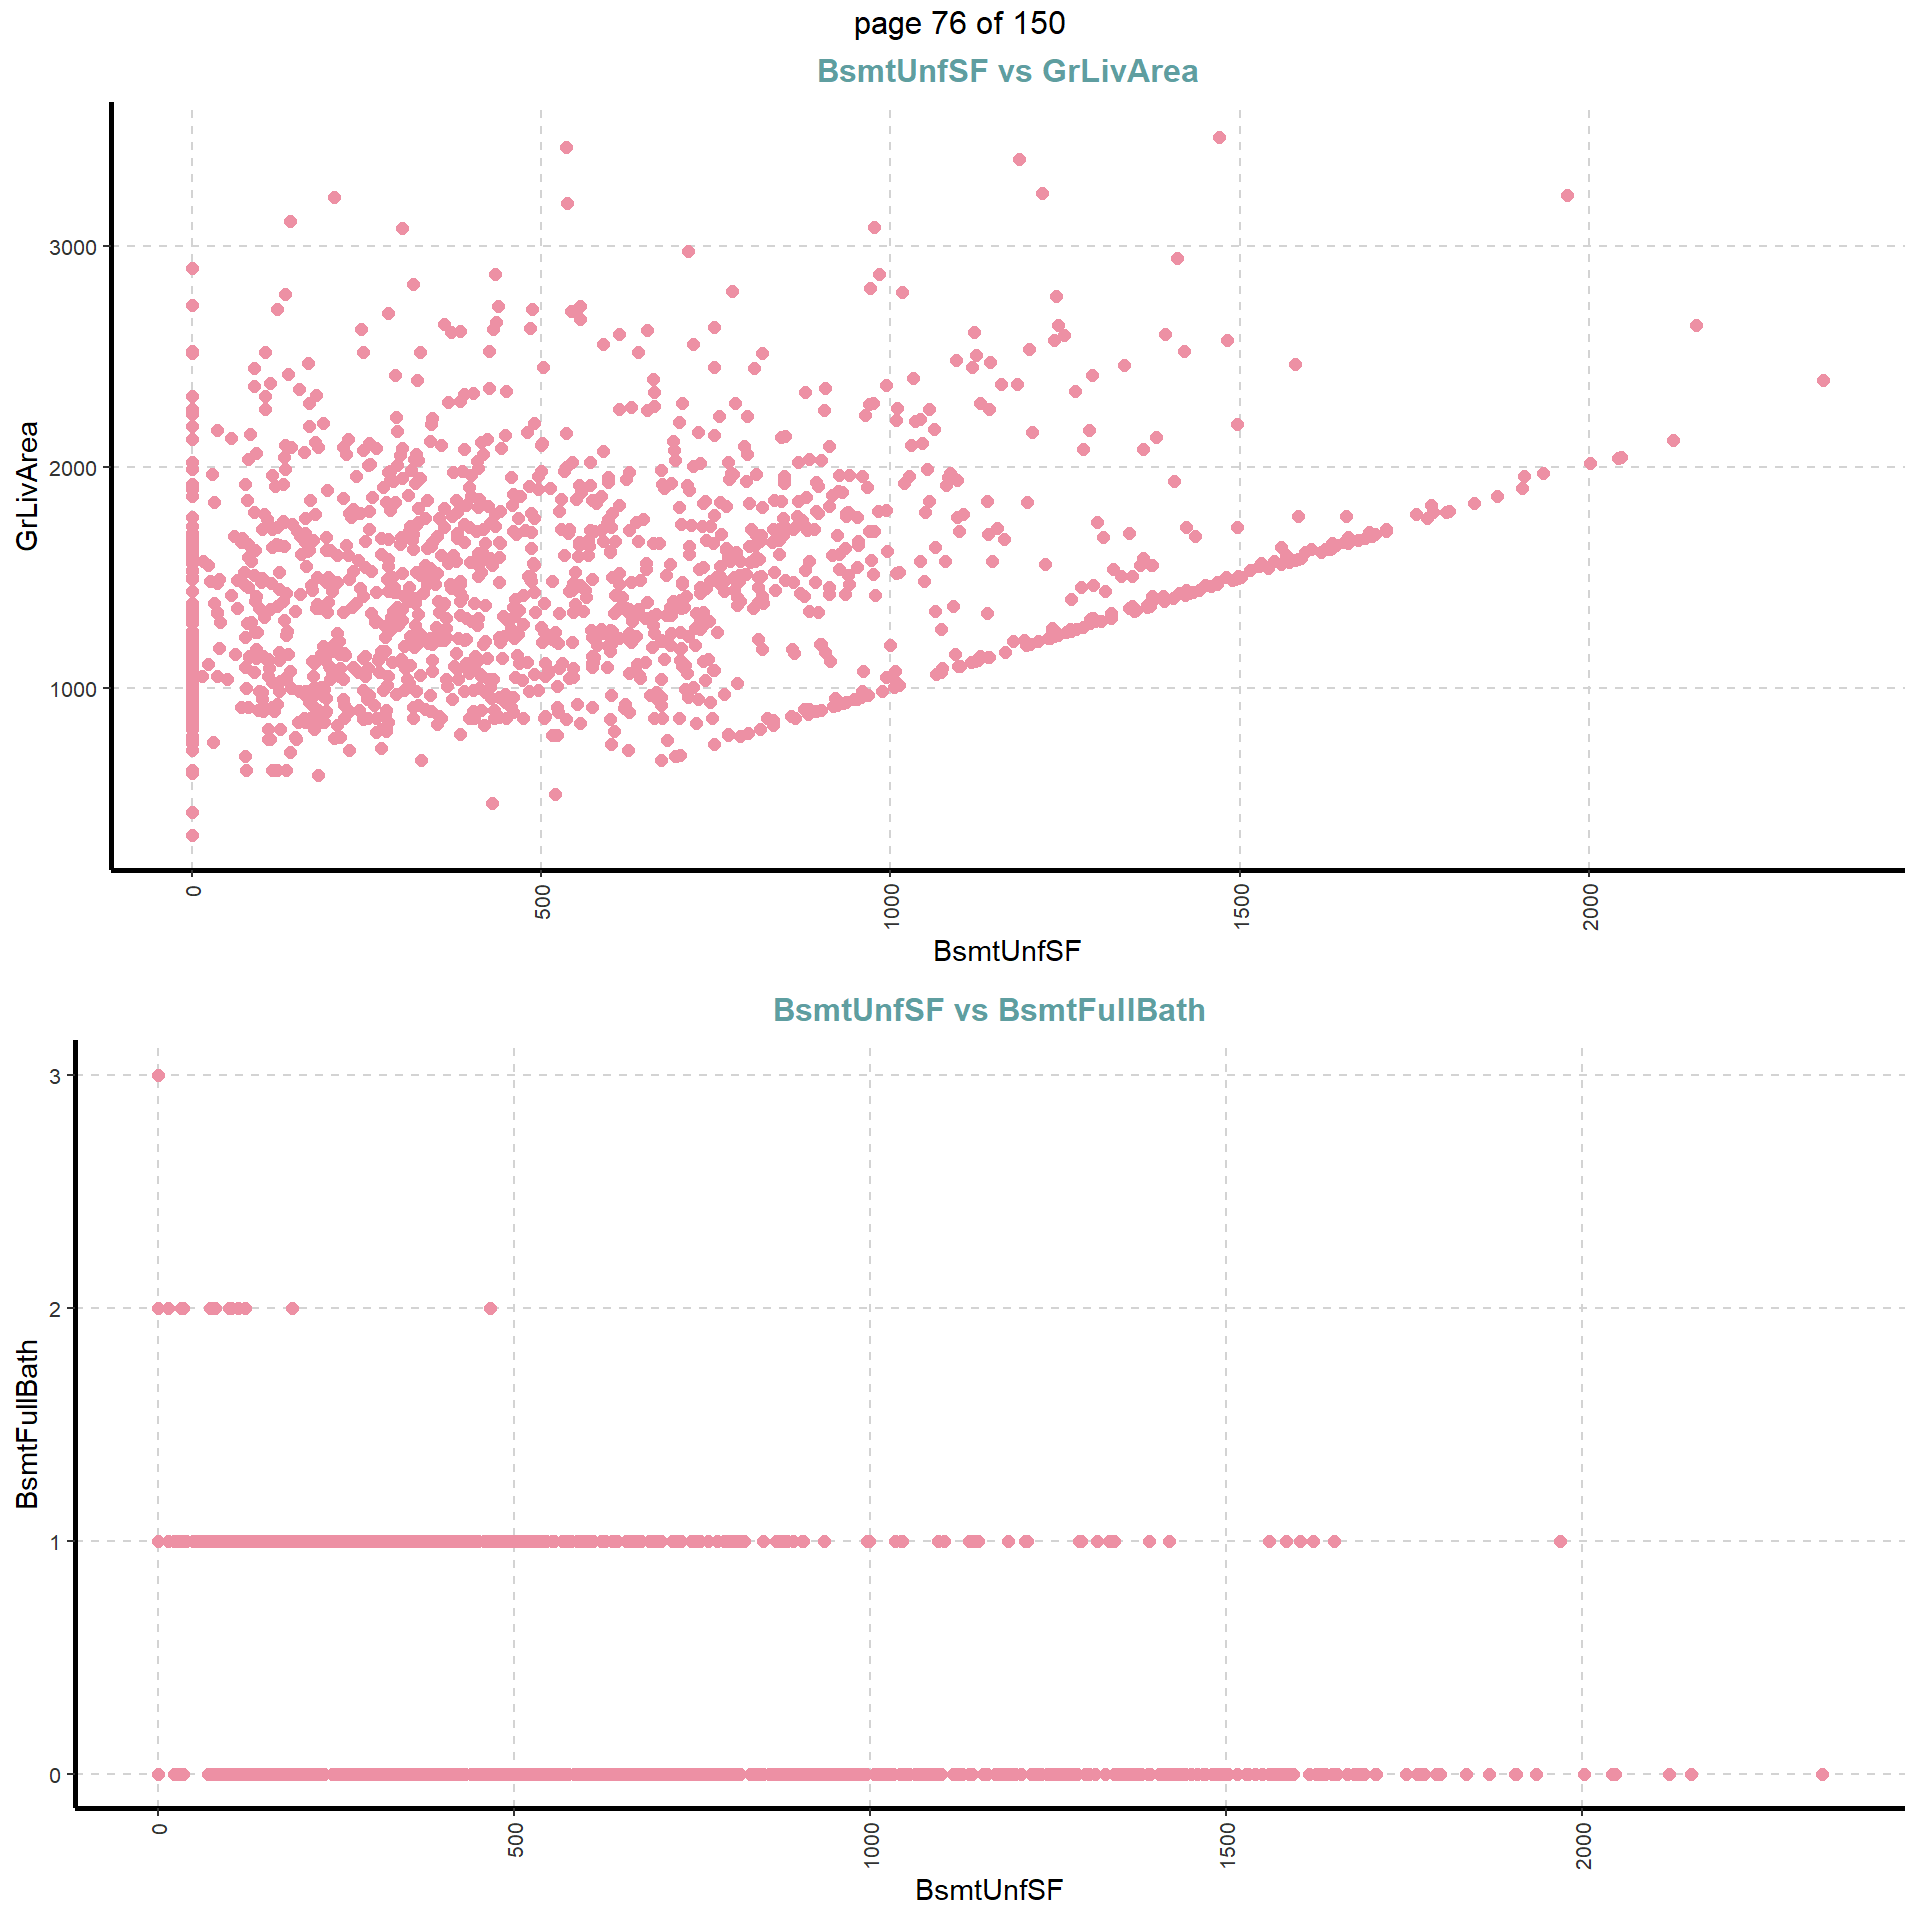 page 76 of 150
BsmtUnfSF vs GrLivArea
3000
2000
1000
GrLivArea
0
500
1000
1500
2000
BsmtUnfSF
BsmtUnfSF vs BsmtFullBath
3
2
1
0
BsmtFullBath
0
500
1000
1500
2000
BsmtUnfSF